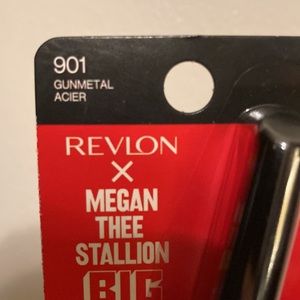 901
GUNMETAL
ACIER
REVLON
X
MEGAN
THEE
STALLION
BIG